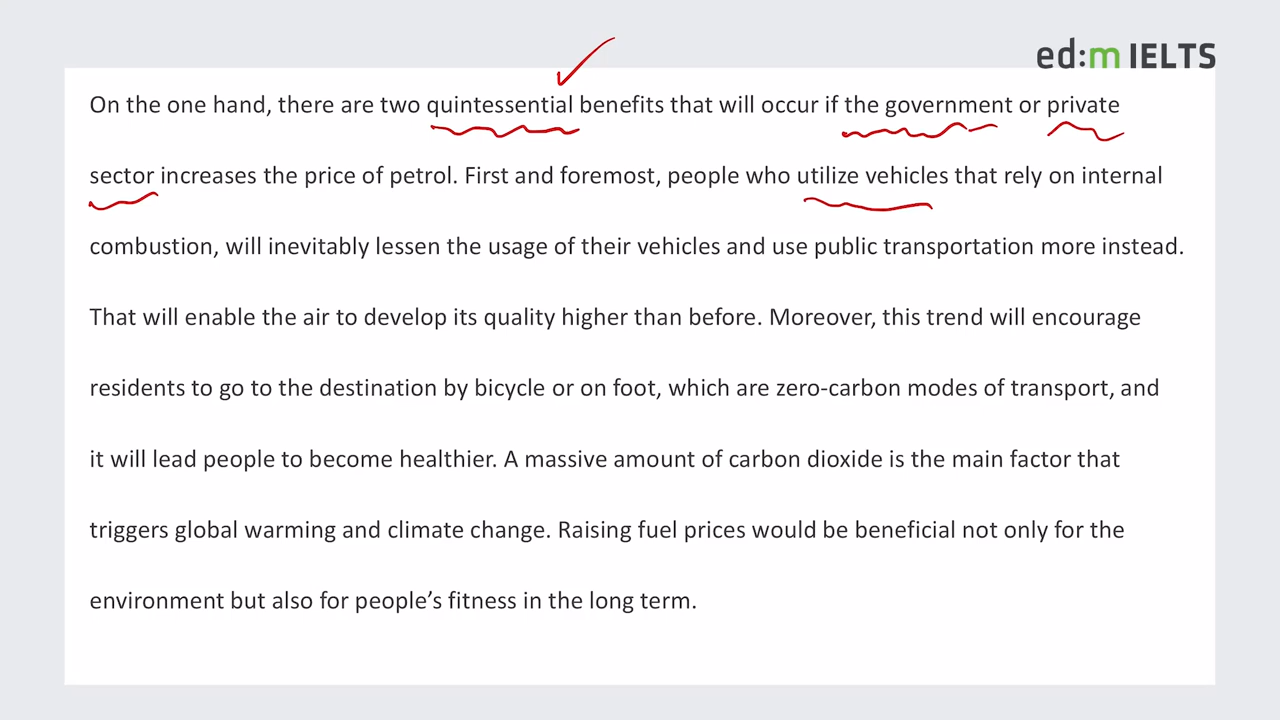 ed:m IELTS
On the one hand, there are two quintessential benefits that will occur if the government or private
sector increases the price of petrol. First and foremost, people who utilize vehicles that rely on internal
combustion, will inevitably lessen the usage of their vehicles and use public transportation more instead.
That will enable the air to develop its quality higher than before. Moreover, this trend will encourage
residents to go to the destination by bicycle or on foot, which are zero-carbon modes of transport, and
it will lead people to become healthier. A massive amount of carbon dioxide is the main factor that
triggers global warming and climate change. Raising fuel prices would be beneficial not only for the
environment but also for people’s fitness in the long term.